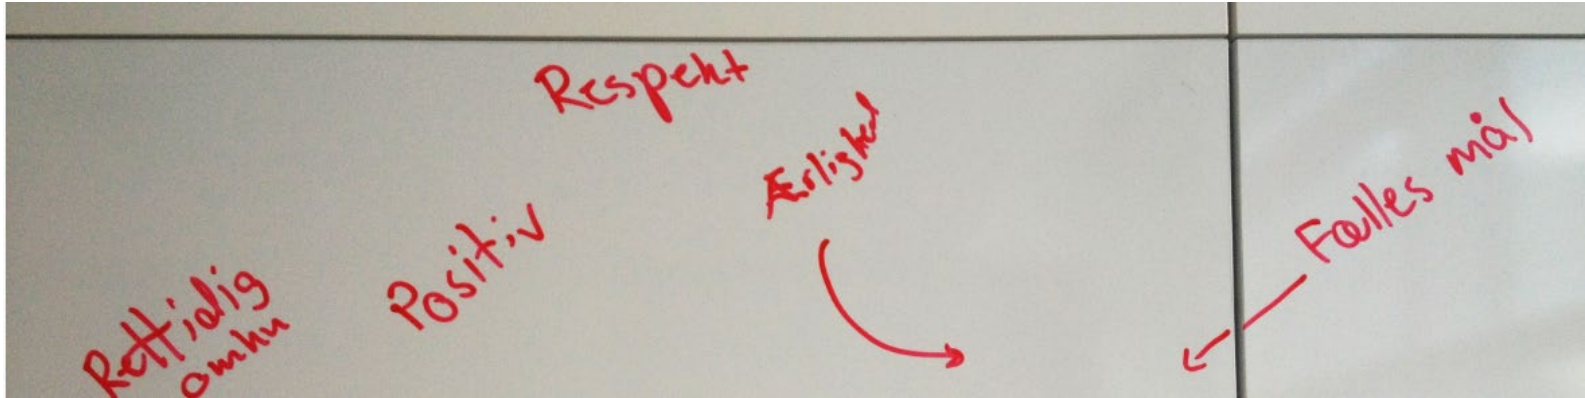 Respekt
Ærlighed
Fælles mål
Positiv
Rettidig
omhu